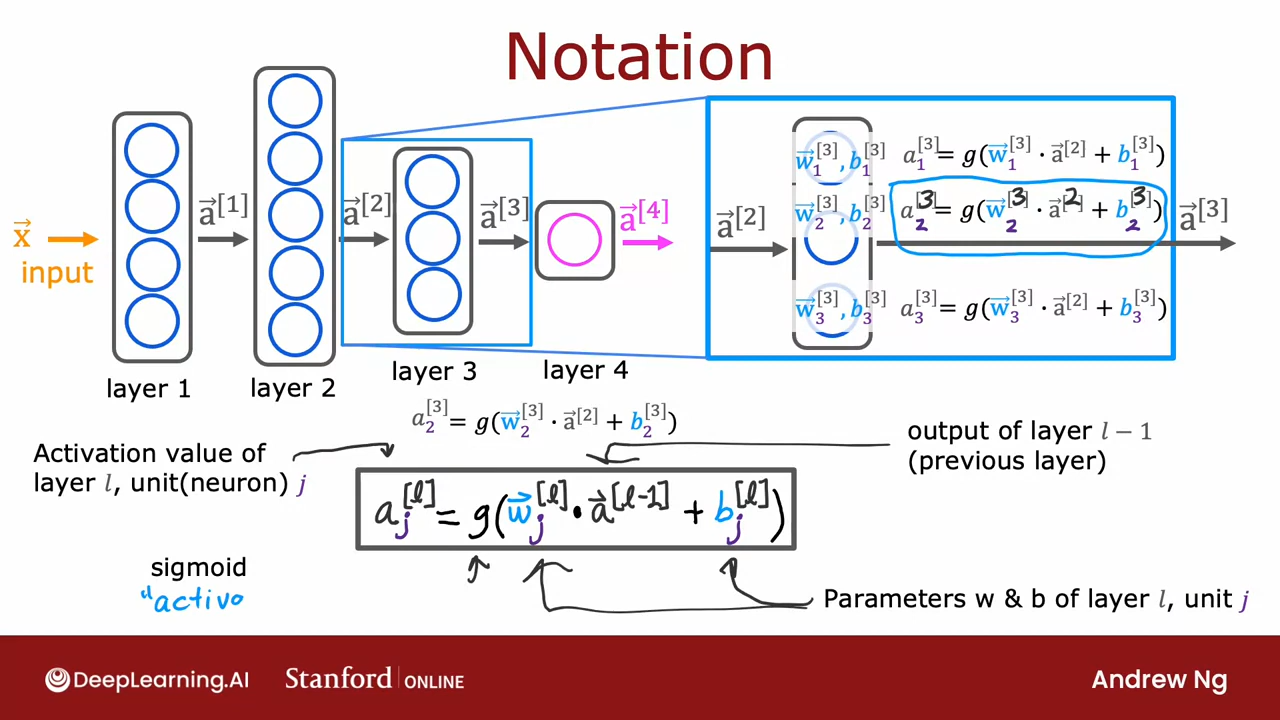 Notation
x⃗
input
a⃗[1]
a⃗[2]
a⃗[3]
a⃗[4]
layer 1
layer 2
layer 3
layer 4
a⃗[2]
w⃗1[3], b1[3]
w⃗2[3], b2[3]
w⃗3[3], b3[3]
a1[3] = g(w⃗1[3] · a⃗[2] + b1[3])
a2[3] = g(w⃗2[3] · a⃗[2] + b2[3])
a3[3] = g(w⃗3[3] · a⃗[2] + b3[3])
a⃗[3]
a2[3] = g(w⃗2[3] · a⃗[2] + b2[3])
Activation value of
layer l, unit(neuron) j
output of layer l − 1
(previous layer)
aj[l] = g(w⃗j[l] · a⃗[l-1] + bj[l])
sigmoid
"activa
Parameters w & b of layer l, unit j
DeepLearning.AI
Stanford | ONLINE
Andrew Ng